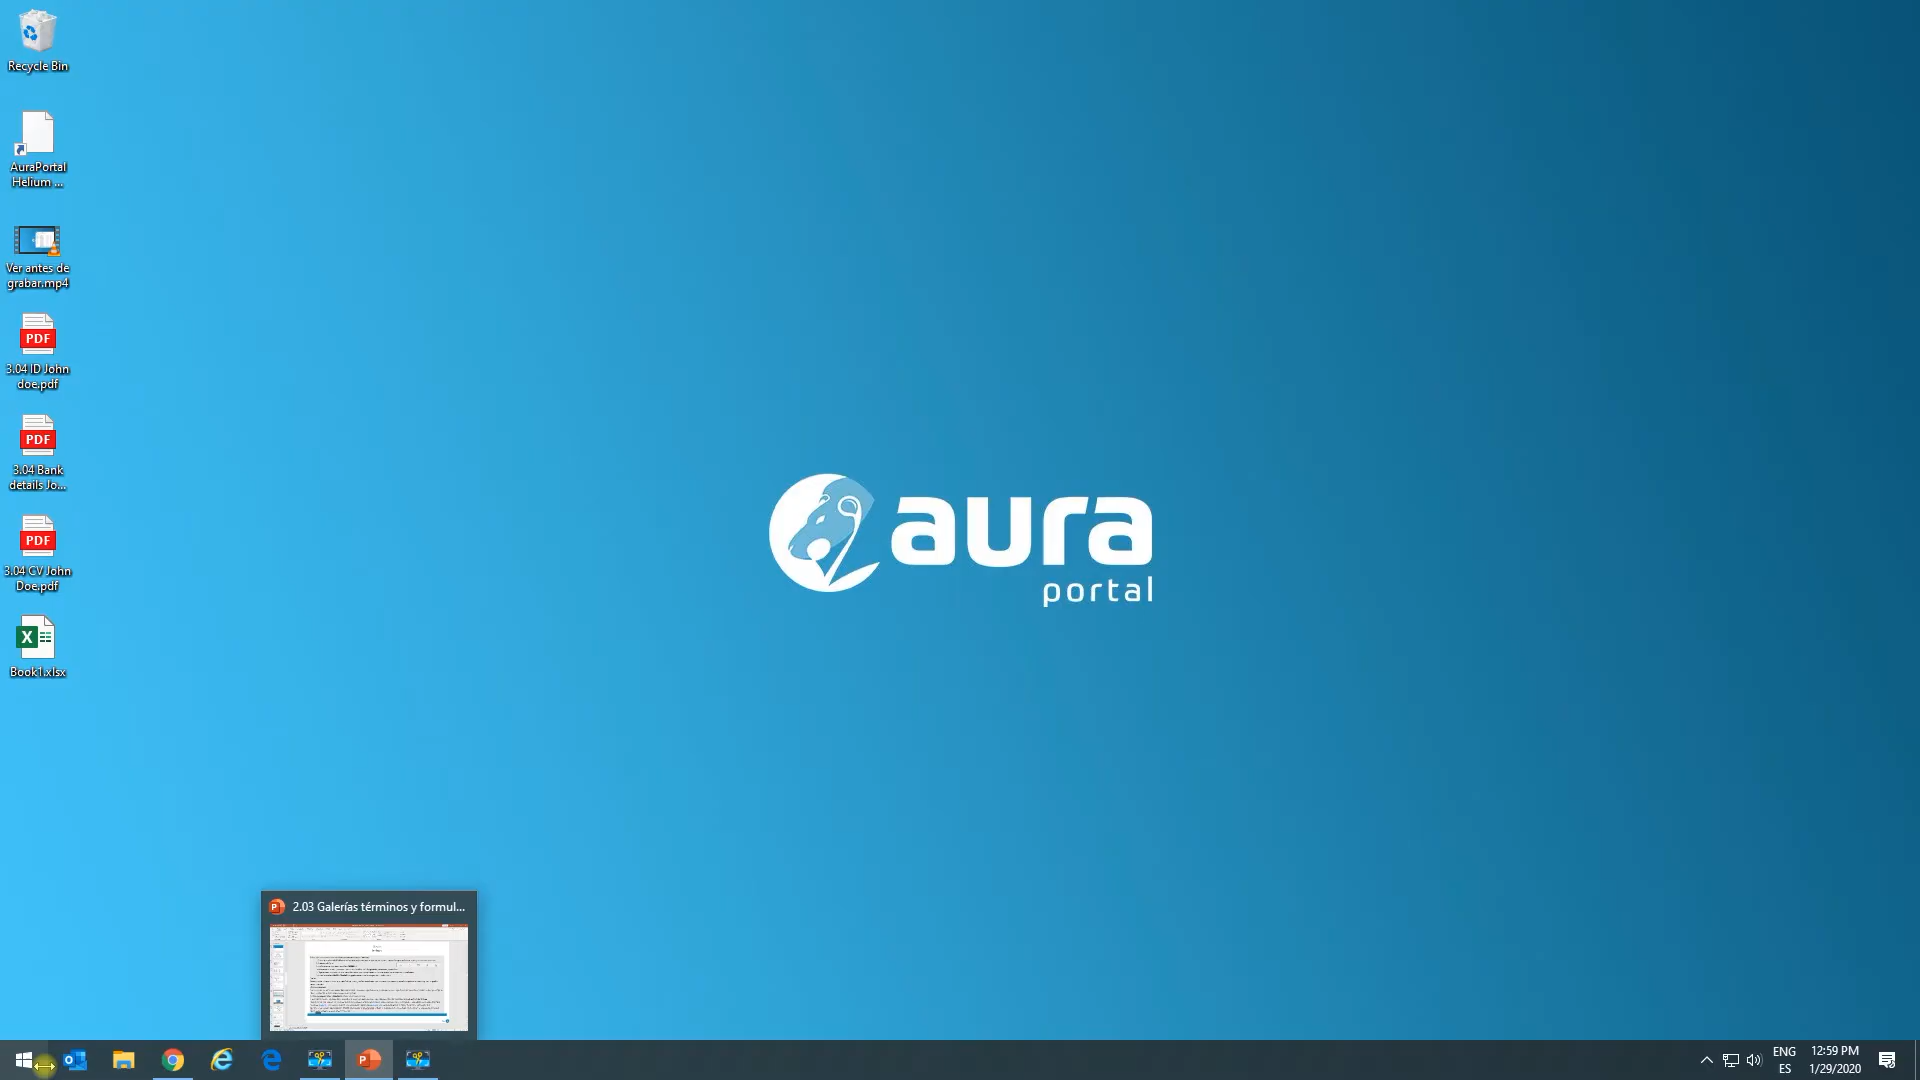 Recycle Bin
AuraPortal
Helium ...
Ver antes de
grabar.mp4
PDF
3.04 ID John
doe.pdf
PDF
3.04 Bank
details Jo...
PDF
3.04 CV John
Doe.pdf
X
Book1.xlsx
aura
portal
2.03 Galerías términos y formul...
ENG
ES
12:59 PM
1/29/2020